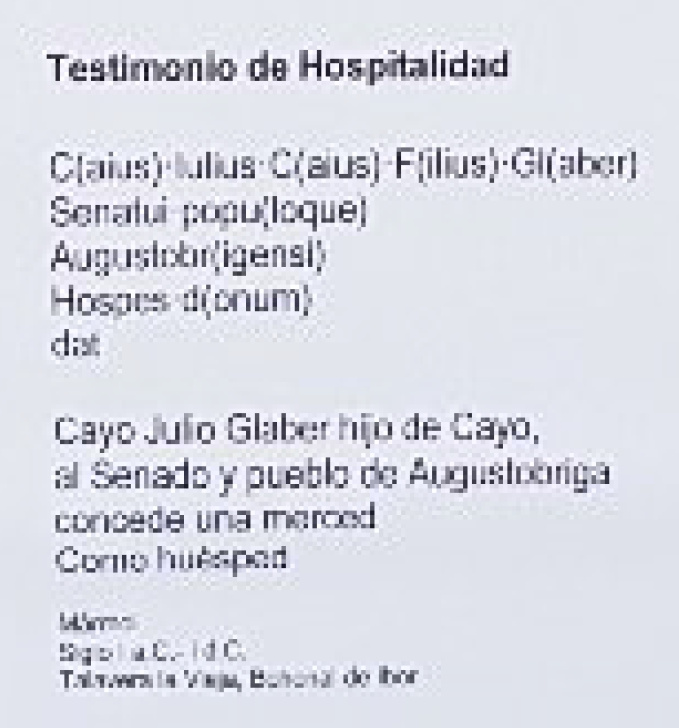 Testimonio de Hospitalidad
C(aius)·Iulius·C(aius)·F(ilius)·Gl(aber)
Senatui·popu(loque)
Augustobr(igensi)
Hospes·d(onum)
dat
Cayo Julio Glaber hijo de Cayo,
al Senado y pueblo de Augustobriga
concede una merced
Como huésped
Mármol
Siglo I a.C.- I d.C.
Talavera la Vieja, Bohonal de Ibor